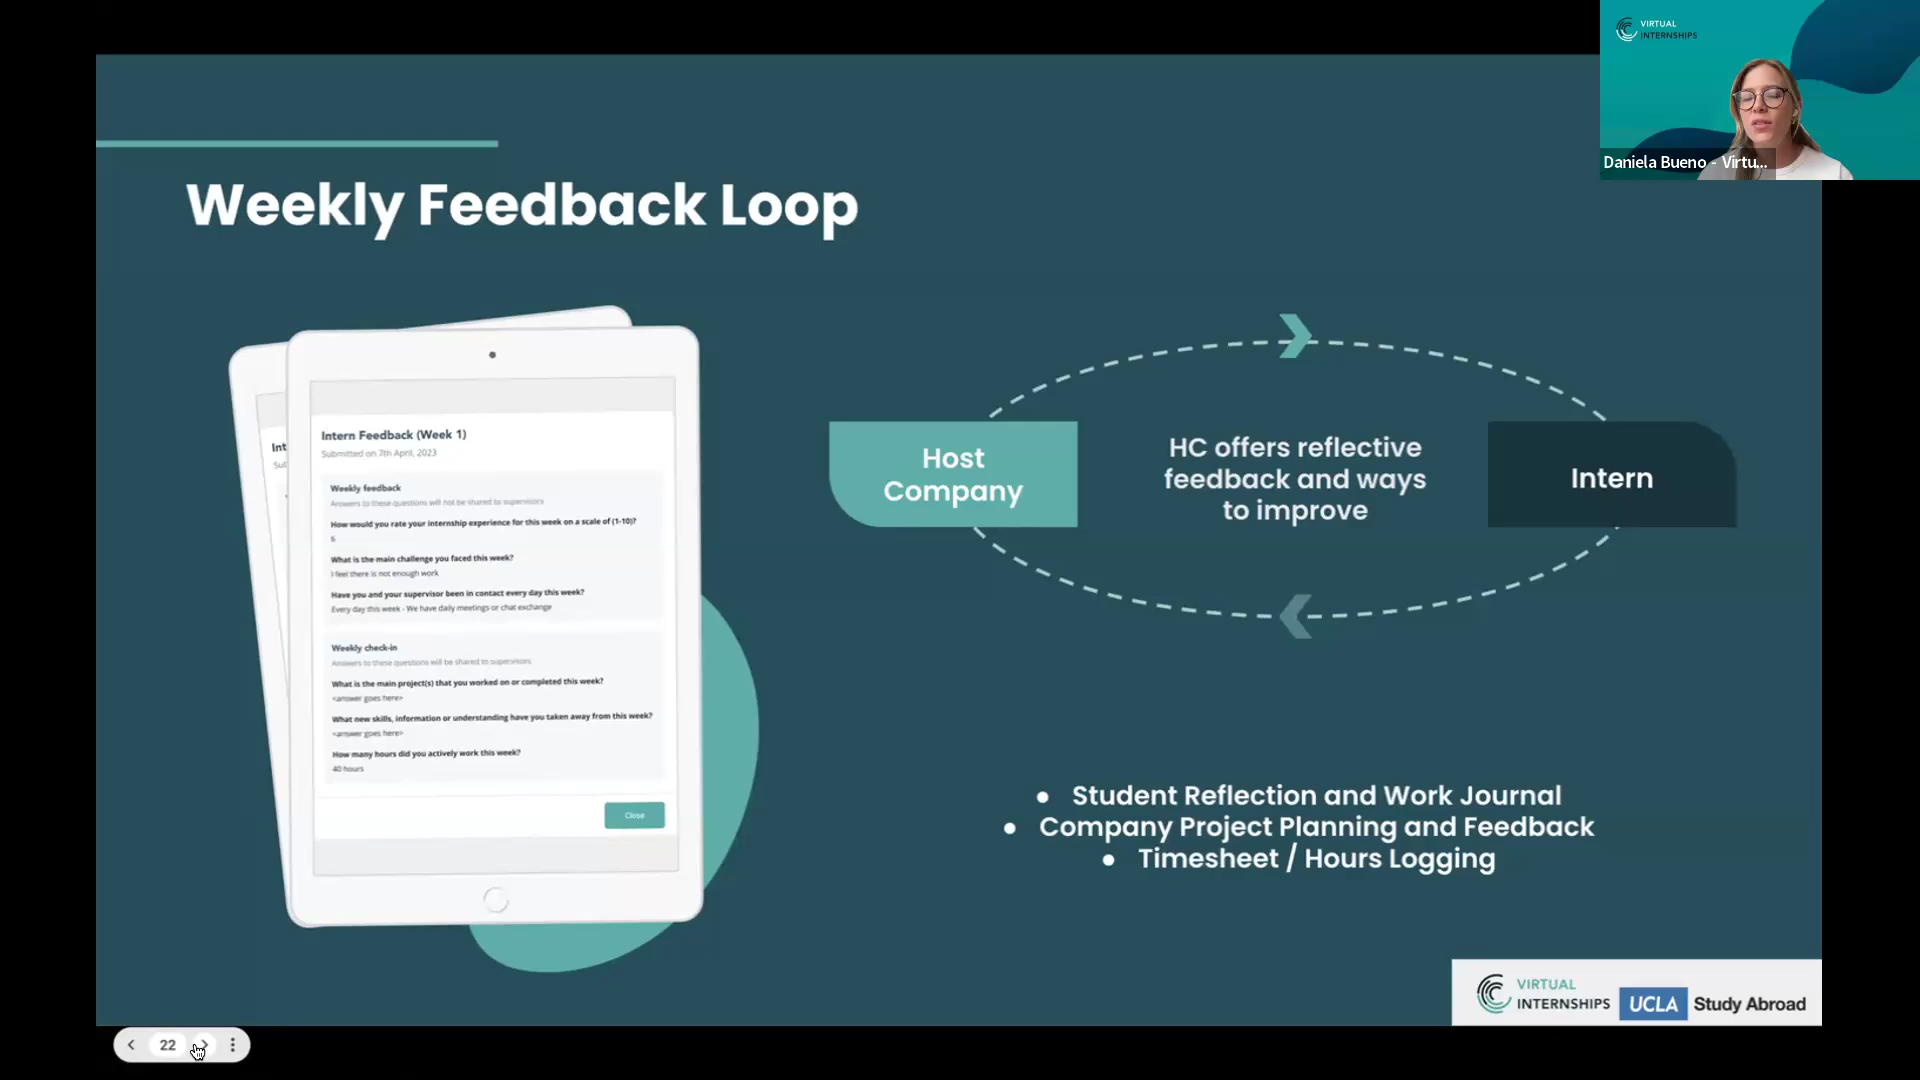 VIRTUAL
INTERNSHIPS
Daniela Bueno - Virtu...
Weekly Feedback Loop
Int
Intern Feedback (Week 1)
Submitted on 7th April, 2023
Weekly feedback
Answers to these questions will not be shared to supervisors
How would you rate your internship experience for this week on a scale of (1-10)?
6
What is the main challenge you faced this week?
I feel there is not enough work
Have you and your supervisor been in contact every day this week?
Every day this week - We have daily meetings or chat exchange
Weekly check-in
Answers to these questions will be shared to supervisors
What is the main project(s) that you worked on or completed this week?
<answer goes here>
What new skills, information or understanding have you taken away from this week?
<answer goes here>
How many hours did you actively work this week?
40 hours
Close
Host
Company
HC offers reflective
feedback and ways
to improve
Intern
● Student Reflection and Work Journal
● Company Project Planning and Feedback
● Timesheet / Hours Logging
VIRTUAL
INTERNSHIPS
UCLA Study Abroad
22